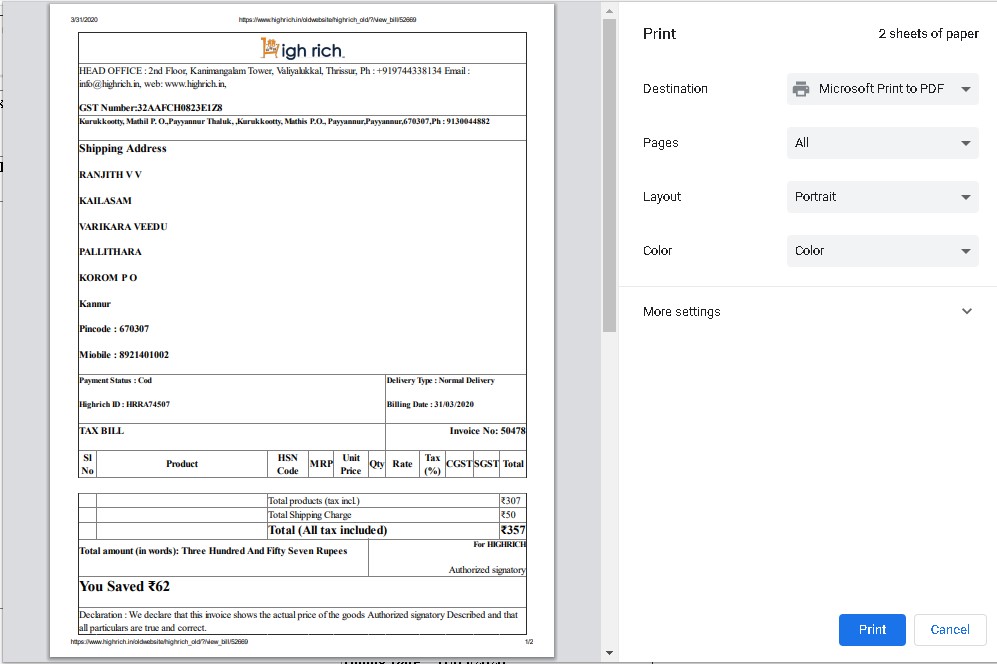 3/31/2020 https://www.highrich.in/oldwebsite/highrich_old/?/view_bill/52669
High rich
HEAD OFFICE : 2nd Floor, Kanimangalam Tower, Valiyalukkal, Thrissur, Ph : +919744338134 Email :
info@highrich.in, web: www.highrich.in,
GST Number:32AAFCH0823E1Z8
Kurukkootty, Mathil P. O.,Payyannur Thaluk, ,Kurukkootty, Mathis P.O., Payyannur,Payyannur,670307,Ph : 9130044882
Shipping Address
RANJITH V V
KAILASAM
VARIKARA VEEDU
PALLITHARA
KOROM P O
Kannur
Pincode : 670307
Miobile : 8921401002
Payment Status : Cod Delivery Type : Normal Delivery
Highrich ID : HRRA74507 Billing Date : 31/03/2020
TAX BILL Invoice No: 50478
Sl No Product HSN Code MRP Unit Price Qty Rate Tax (%) CGST SGST Total
Total products (tax incl.) ₹307
Total Shipping Charge ₹50
Total (All tax included) ₹357
Total amount (in words): Three Hundred And Fifty Seven Rupees For HIGHRICH
Authorized signatory
You Saved ₹62
Declaration : We declare that this invoice shows the actual price of the goods Authorized signatory Described and that
all particulars are true and correct.
https://www.highrich.in/oldwebsite/highrich_old/?/view_bill/52669 1/2
Print 2 sheets of paper
Destination Microsoft Print to PDF
Pages All
Layout Portrait
Color Color
More settings
Print Cancel